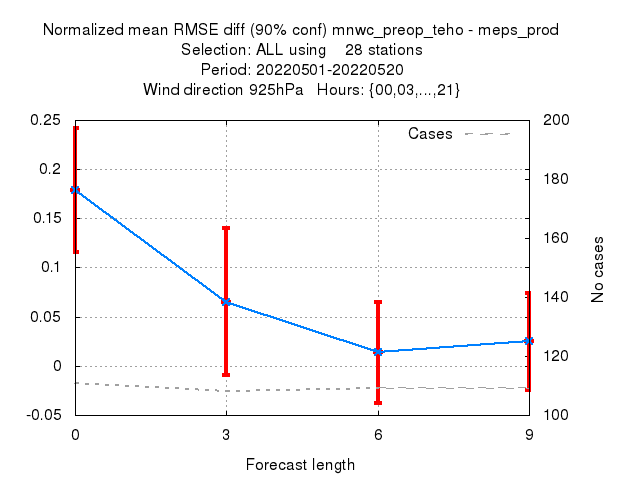 Normalized mean RMSE diff (90% conf) mnwc_preop_teho - meps_prod
Selection: ALL using 28 stations
Period: 20220501-20220520
Wind direction 925hPa Hours: {00,03,...,21}
Cases
0.25
0.2
0.15
0.1
0.05
0
-0.05
200
180
160
140
120
100
No cases
0 3 6 9
Forecast length